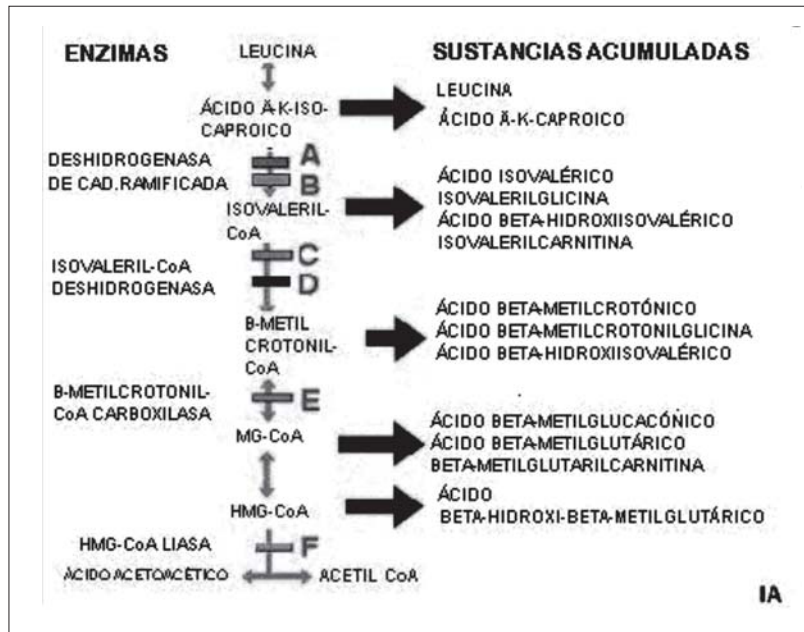 ENZIMAS
LEUCINA
SUSTANCIAS ACUMULADAS
LEUCINA
ÁCIDO Ä-K-ISO-
CAPROICO
ÁCIDO Ä-K-CAPROICO
DESHIDROGENASA
DE CAD.RAMIFICADA
A
B
ISOVALERIL-
CoA
ÁCIDO ISOVALÉRICO
ISOVALERILGLICINA
ÁCIDO BETA-HIDROXIISOVALÉRICO
ISOVALERILCARNITINA
ISOVALERIL-CoA
DESHIDROGENASA
C
D
B-METIL
CROTONIL-
CoA
ÁCIDO BETA-METILCROTÓNICO
ÁCIDO BETA-METILCROTONILGLICINA
ÁCIDO BETA-HIDROXIISOVALÉRICO
B-METILCROTONIL-
CoA CARBOXILASA
E
MG-CoA
ÁCIDO BETA-METILGLUCACÓNICO
ÁCIDO BETA-METILGLUTÁRICO
BETA-METILGLUTARILCARNITINA
HMG-CoA
ÁCIDO
BETA-HIDROXI-BETA-METILGLUTÁRICO
HMG-CoA LIASA
F
ÁCIDO ACETOACÉTICO
ACETIL CoA
IA